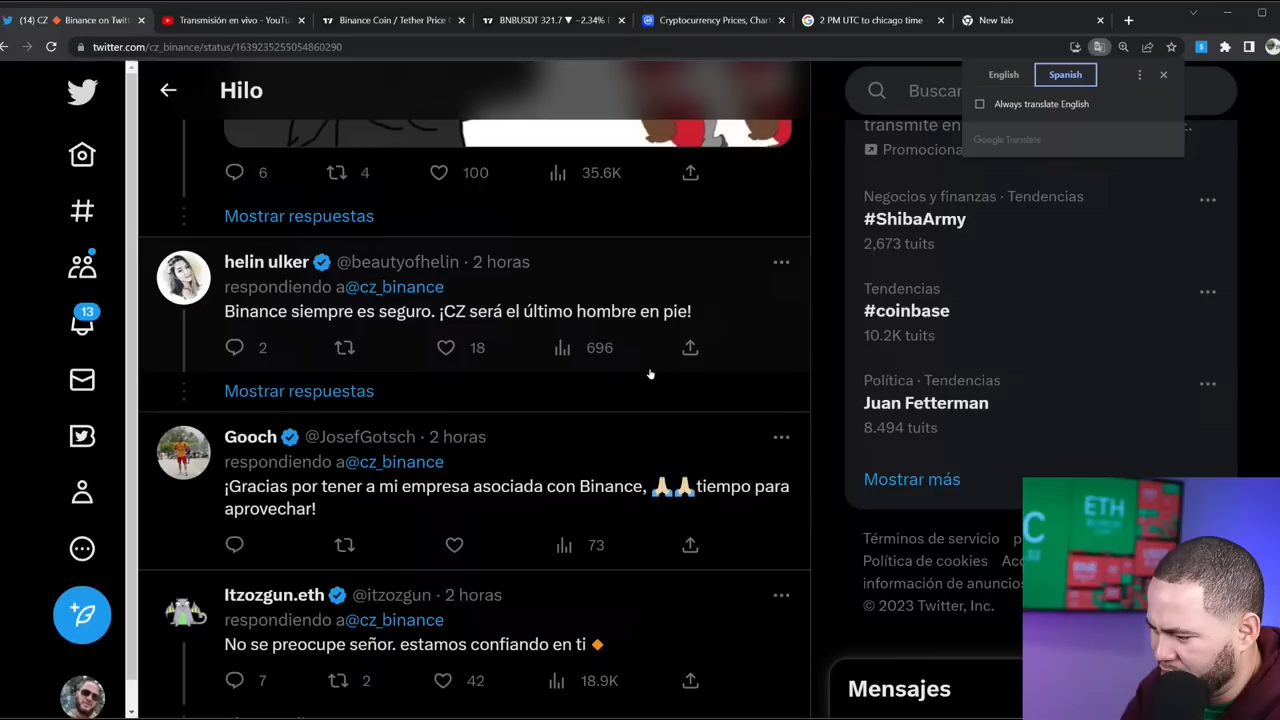 (14) CZ 🔶 Binance on Twit
Transmisión en vivo - YouTu
Binance Coin / Tether Price
BNBUSDT 321.7 ▼ −2.34%
Cryptocurrency Prices, Chart
2 PM UTC to chicago time -
New Tab
twitter.com/cz_binance/status/1639235255054860290
English
Spanish
Always translate English
Google Translate
Hilo
Buscar
6
4
100
35.6K
Mostrar respuestas
helin ulker @beautyofhelin · 2 horas
respondiendo a@cz_binance
Binance siempre es seguro. ¡CZ será el último hombre en pie!
2
18
696
Mostrar respuestas
Gooch @JosefGotsch · 2 horas
respondiendo a@cz_binance
¡Gracias por tener a mi empresa asociada con Binance, 🙏🏻🙏🏻tiempo para
aprovechar!
73
Itzozgun.eth @itzozgun · 2 horas
respondiendo a@cz_binance
No se preocupe señor. estamos confiando en ti🔸
7
2
42
18.9K
13
transmite en
Promociona
Negocios y finanzas · Tendencias
#ShibaArmy
2,673 tuits
Tendencias
#coinbase
10.2K tuits
Política · Tendencias
Juan Fetterman
8.494 tuits
Mostrar más
Términos de servicio
Política de cookies
información de anuncios
© 2023 Twitter, Inc.
Mensajes
C
ETH